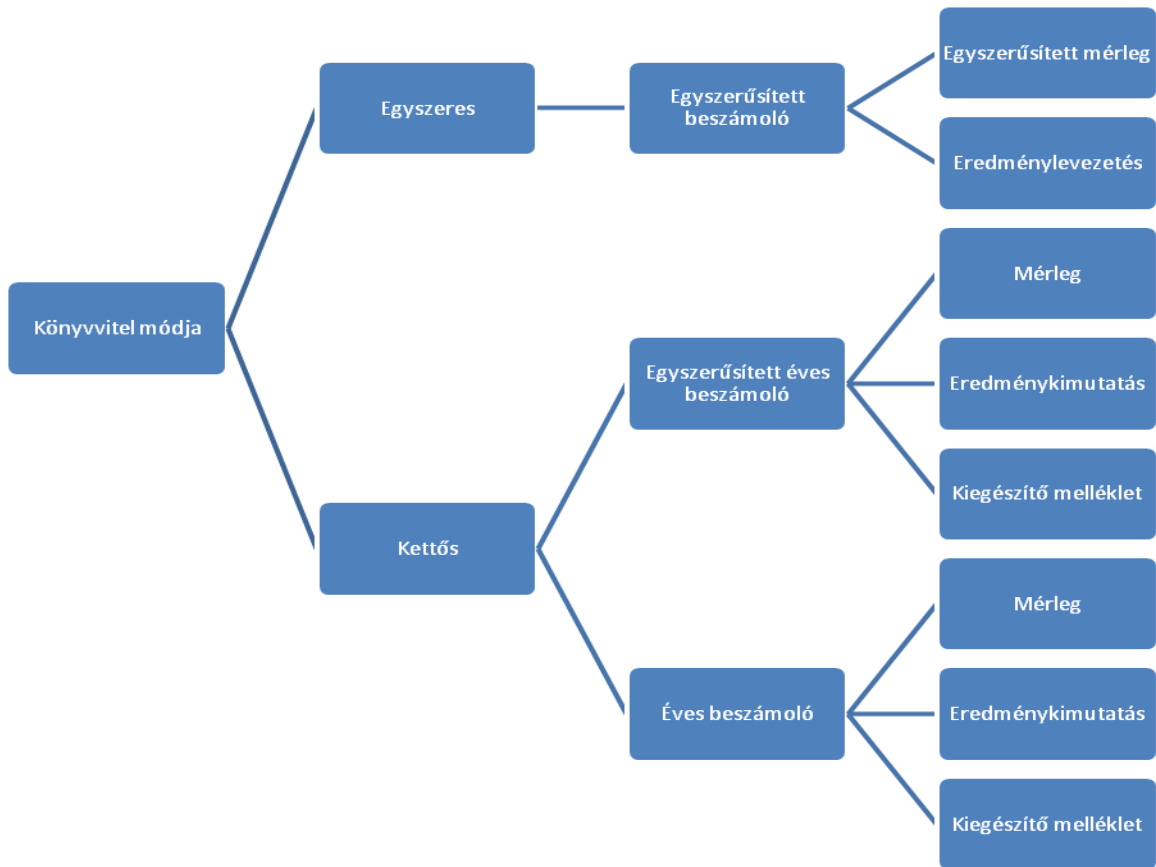 Könyvvitel módja
Egyszeres
Egyszerűsített
beszámoló
Egyszerűsített mérleg
Eredménylevezetés
Kettős
Egyszerűsített éves
beszámoló
Mérleg
Eredménykimutatás
Kiegészítő melléklet
Éves beszámoló
Mérleg
Eredménykimutatás
Kiegészítő melléklet